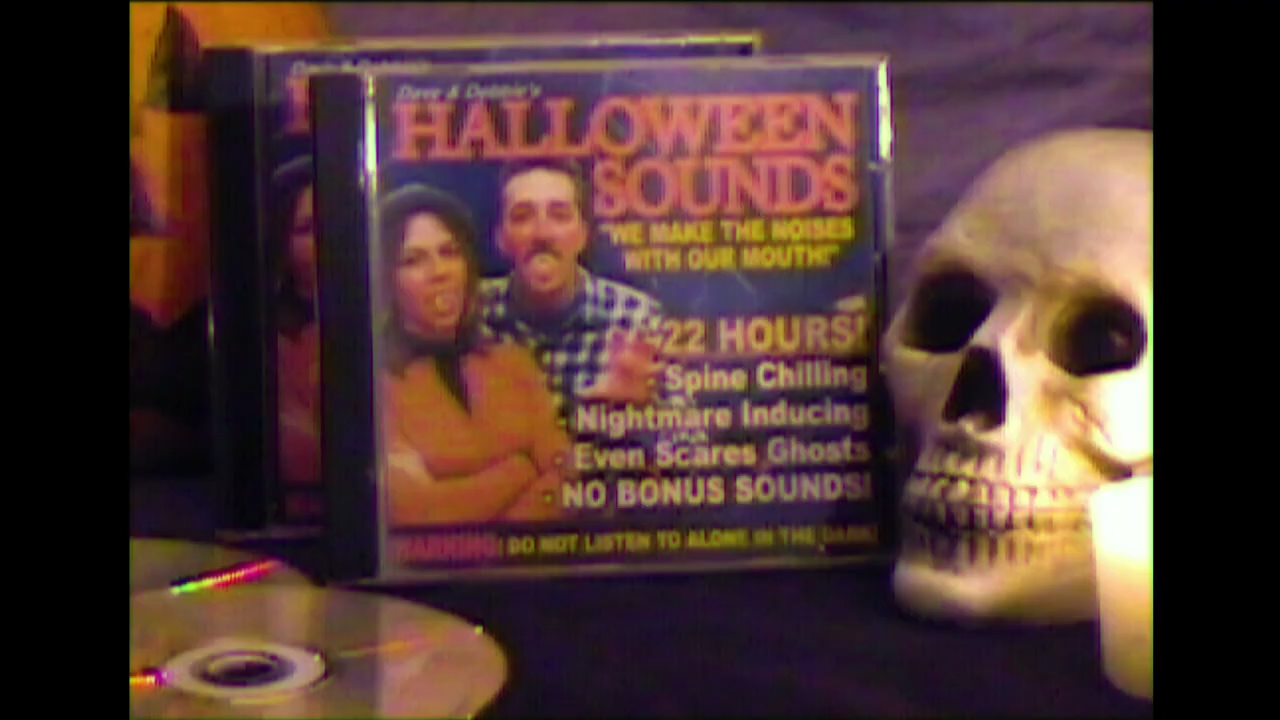 Dave & Debbie's
HALLOWEEN
SOUNDS
"WE MAKE THE NOISES
WITH OUR MOUTH!"
- 22 HOURS!
- Spine Chilling
- Nightmare Inducing
- Even Scares Ghosts
- NO BONUS SOUNDS!
WARNING: DO NOT LISTEN TO ALONE IN THE DARK!